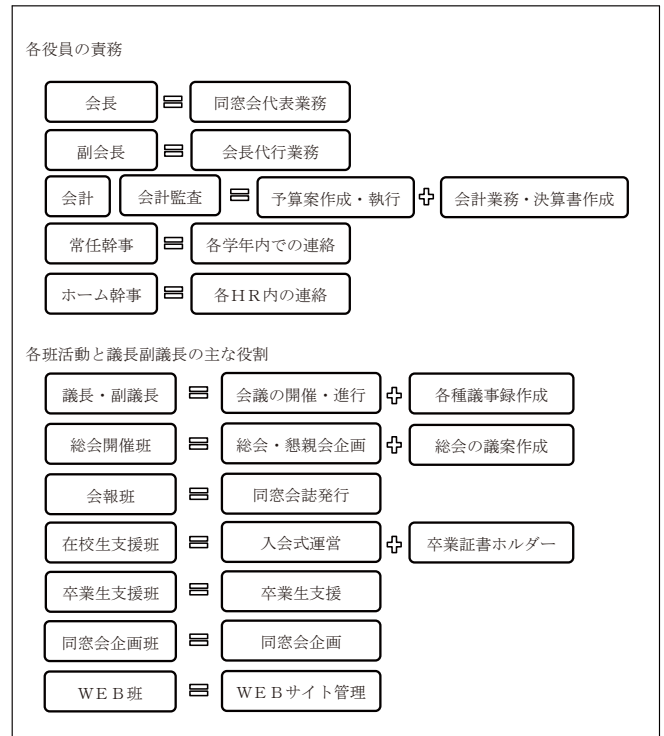 各役員の責務
会長 = 同窓会代表業務
副会長 = 会長代行業務
会計 会計監査 = 予算案作成・執行 + 会計業務・決算書作成
常任幹事 = 各学年内での連絡
ホーム幹事 = 各ＨＲ内の連絡
各班活動と議長副議長の主な役割
議長・副議長 = 会議の開催・進行 + 各種議事録作成
総会開催班 = 総会・懇親会企画 + 総会の議案作成
会報班 = 同窓会誌発行
在校生支援班 = 入会式運営 + 卒業証書ホルダー
卒業生支援班 = 卒業生支援
同窓会企画班 = 同窓会企画
ＷＥＢ班 = ＷＥＢサイト管理